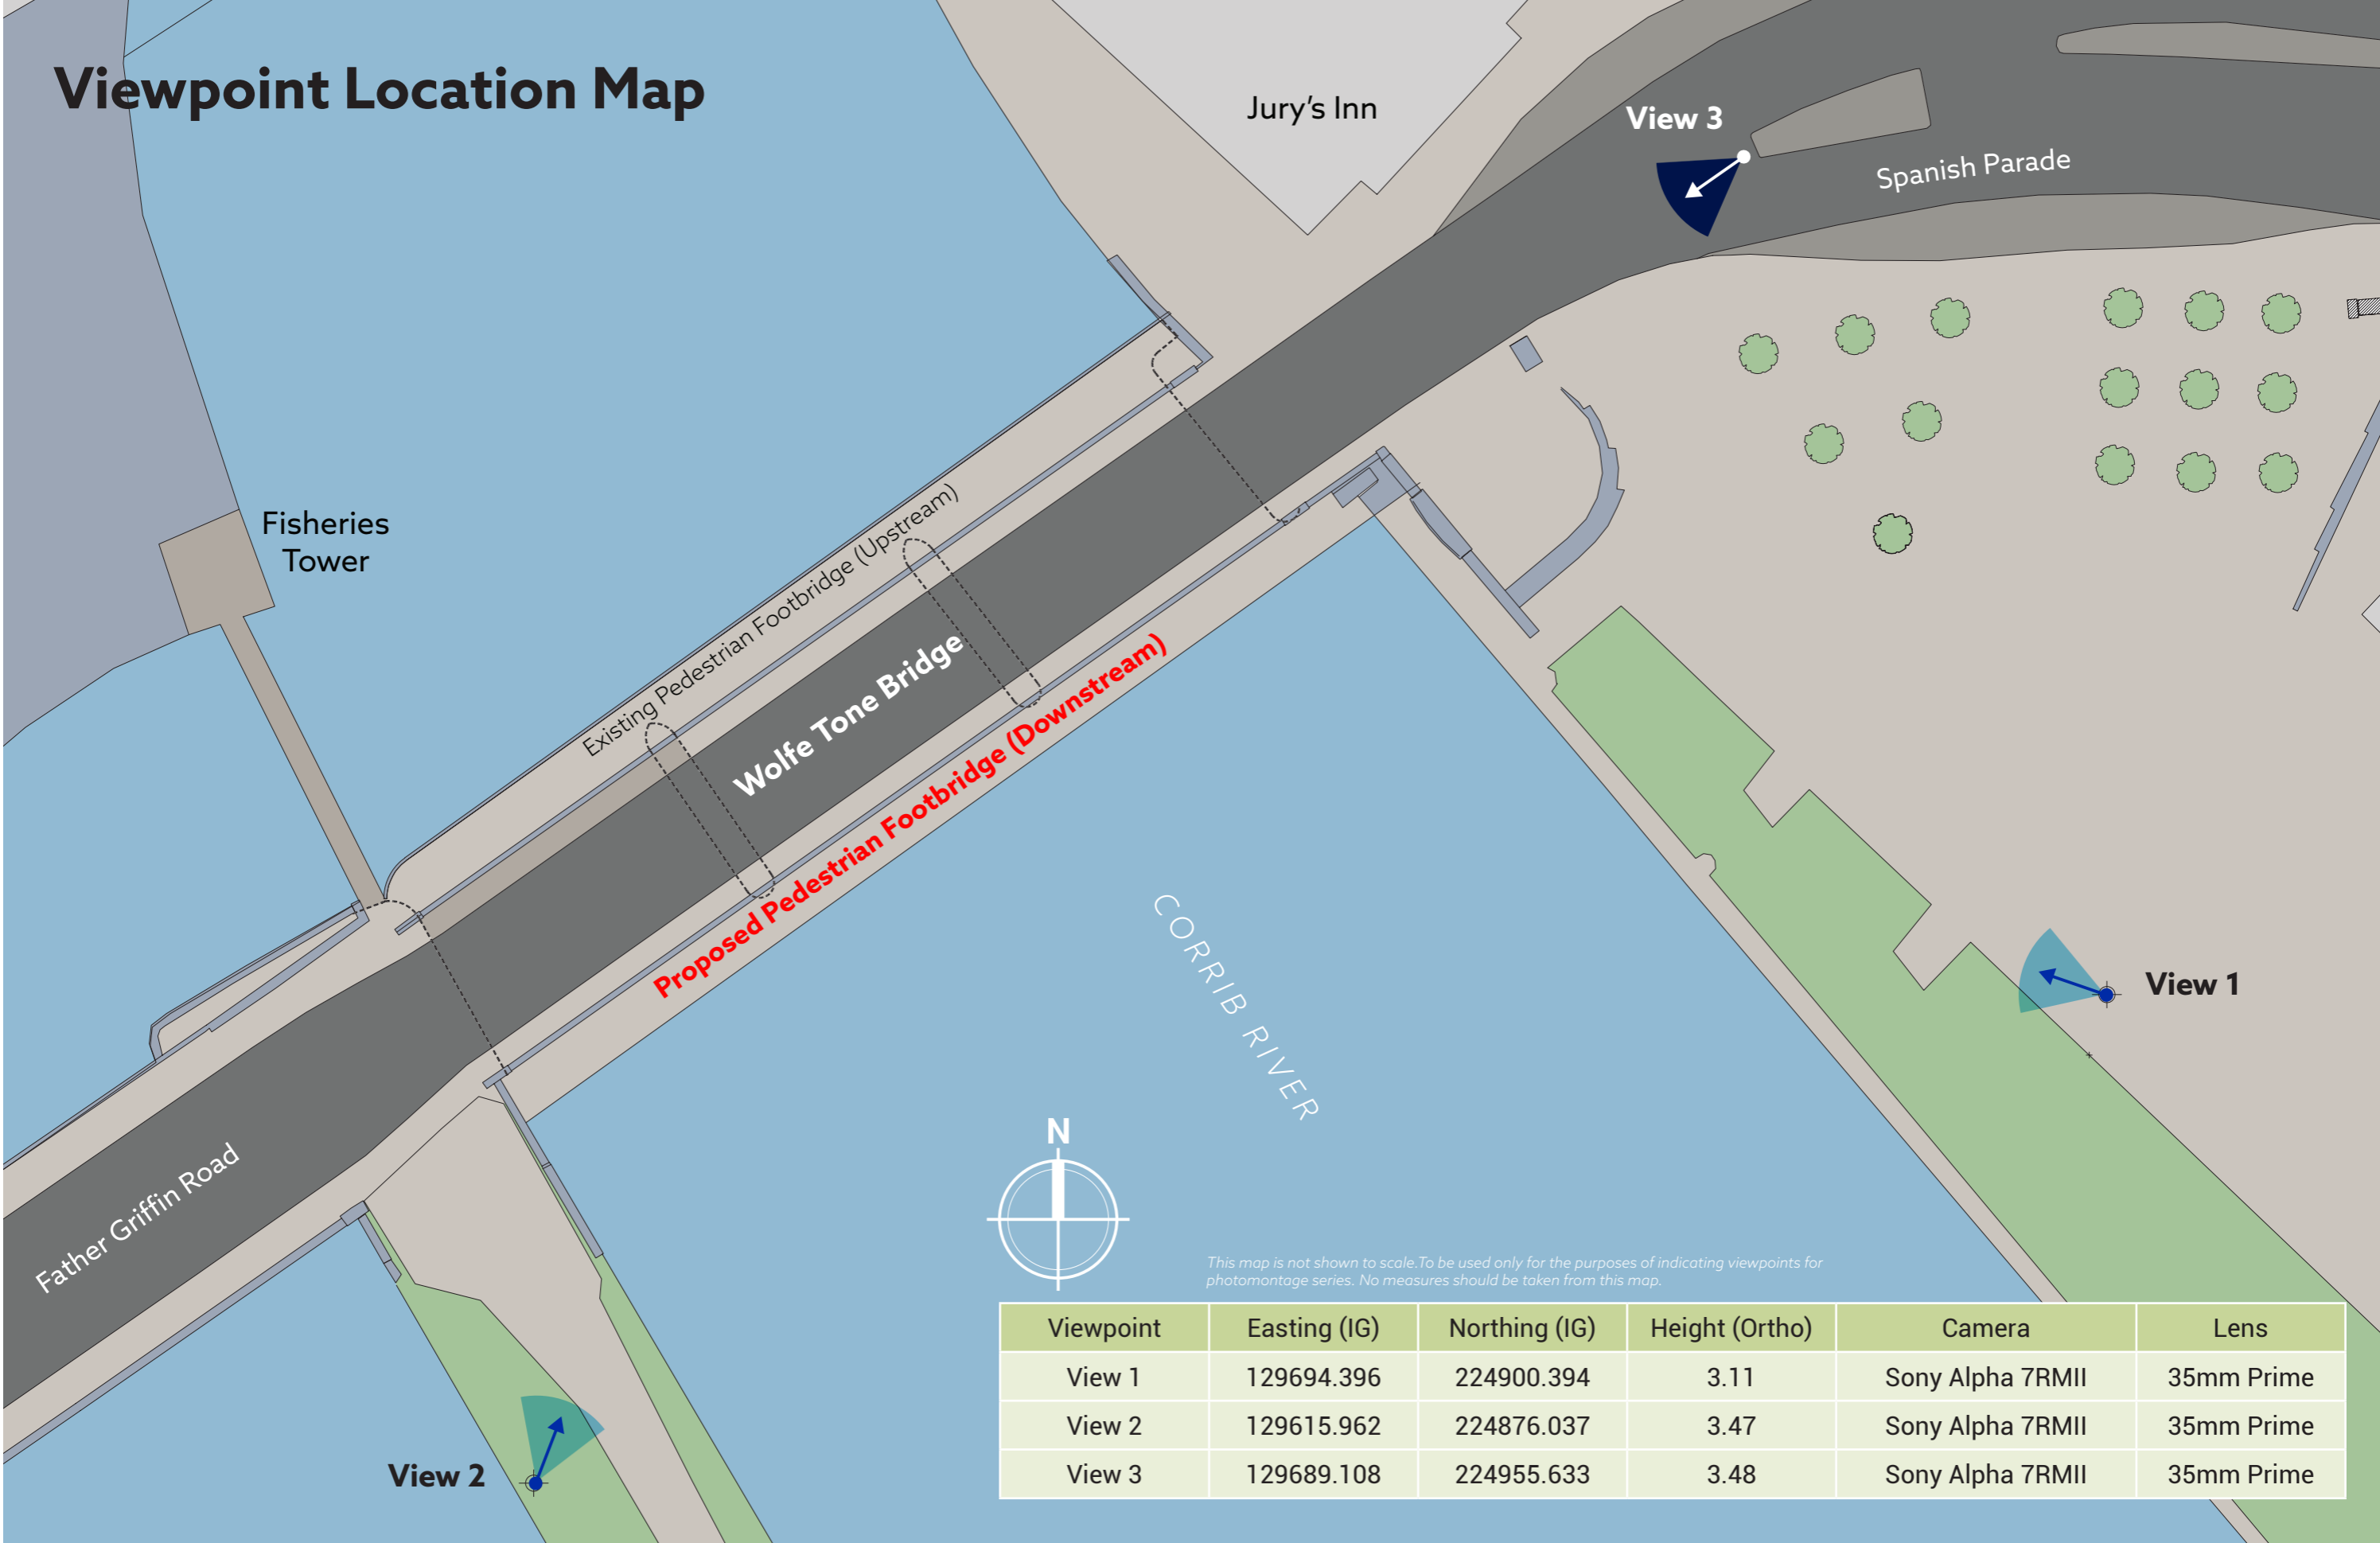 Viewpoint Location Map
Jury's Inn
View 3
Spanish Parade
Fisheries
Tower
Existing Pedestrian Footbridge (Upstream)
Wolfe Tone Bridge
Proposed Pedestrian Footbridge (Downstream)
CORRIB RIVER
View 1
N
Father Griffin Road
View 2
This map is not shown to scale.To be used only for the purposes of indicating viewpoints for
photomontage series. No measures should be taken from this map.
Viewpoint Easting (IG) Northing (IG) Height (Ortho) Camera Lens
View 1 129694.396 224900.394 3.11 Sony Alpha 7RMII 35mm Prime
View 2 129615.962 224876.037 3.47 Sony Alpha 7RMII 35mm Prime
View 3 129689.108 224955.633 3.48 Sony Alpha 7RMII 35mm Prime